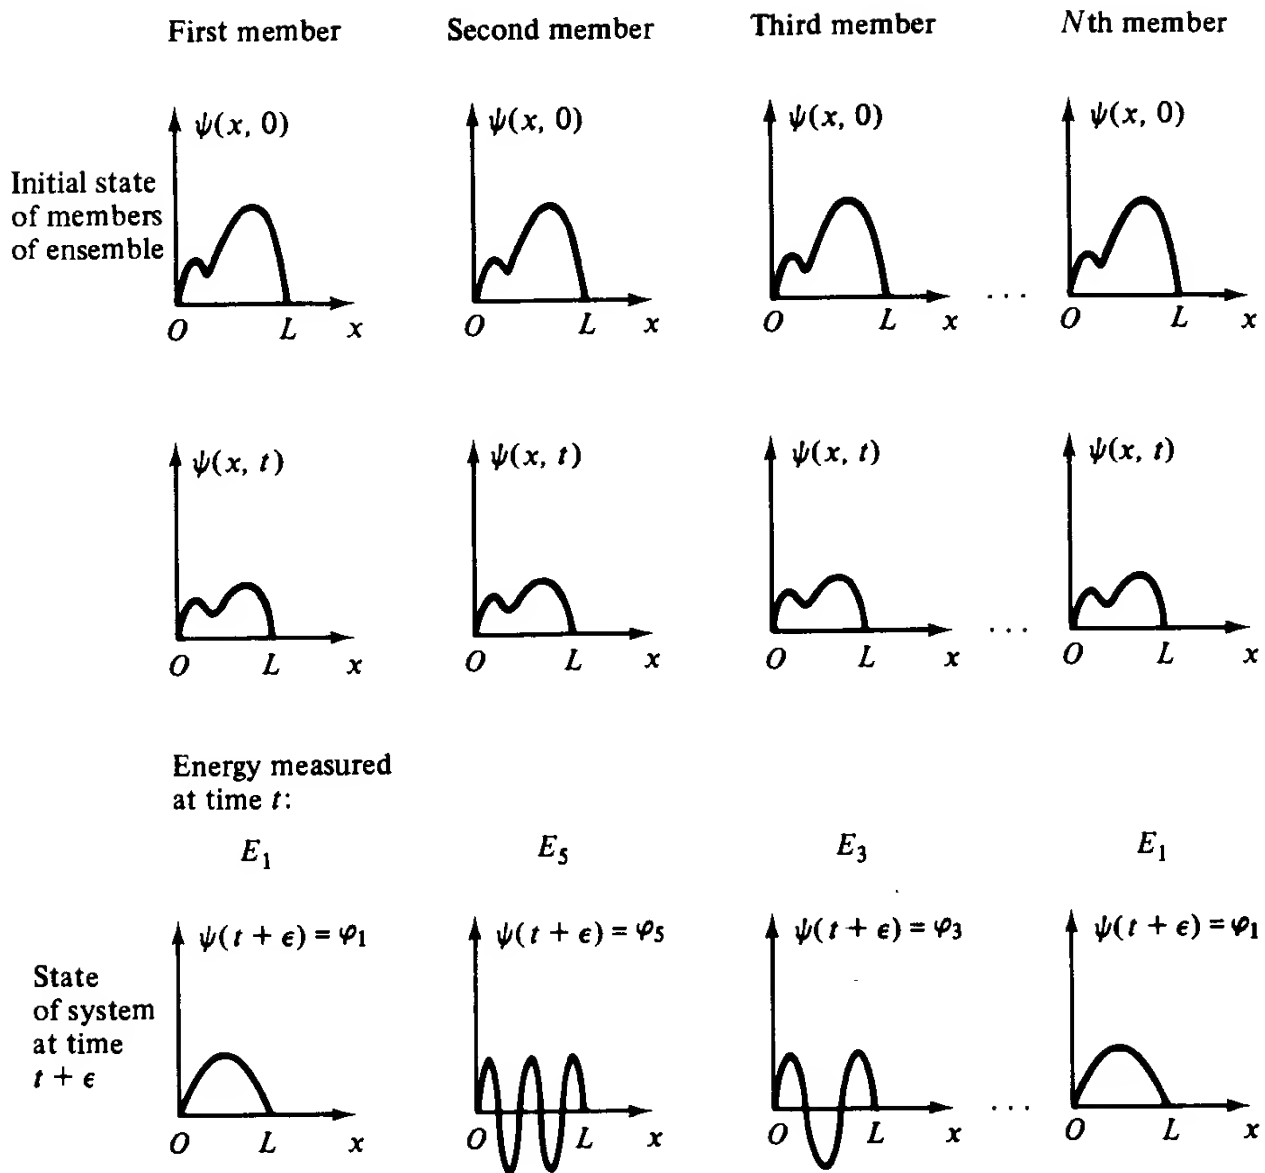 First member Second member Third member Nth member
ψ(x, 0) ψ(x, 0) ψ(x, 0) ψ(x, 0)
Initial state
of members
of ensemble
...
O L x O L x O L x O L x
ψ(x, t) ψ(x, t) ψ(x, t) ψ(x, t)
...
O L x O L x O L x O L x
Energy measured
at time t:
E₁ E₅ E₃ E₁
ψ(t + ϵ) = φ₁ ψ(t + ϵ) = φ₅ ψ(t + ϵ) = φ₃ ψ(t + ϵ) = φ₁
State
of system
at time
t + ϵ
...
O L x O L x O L x O L x